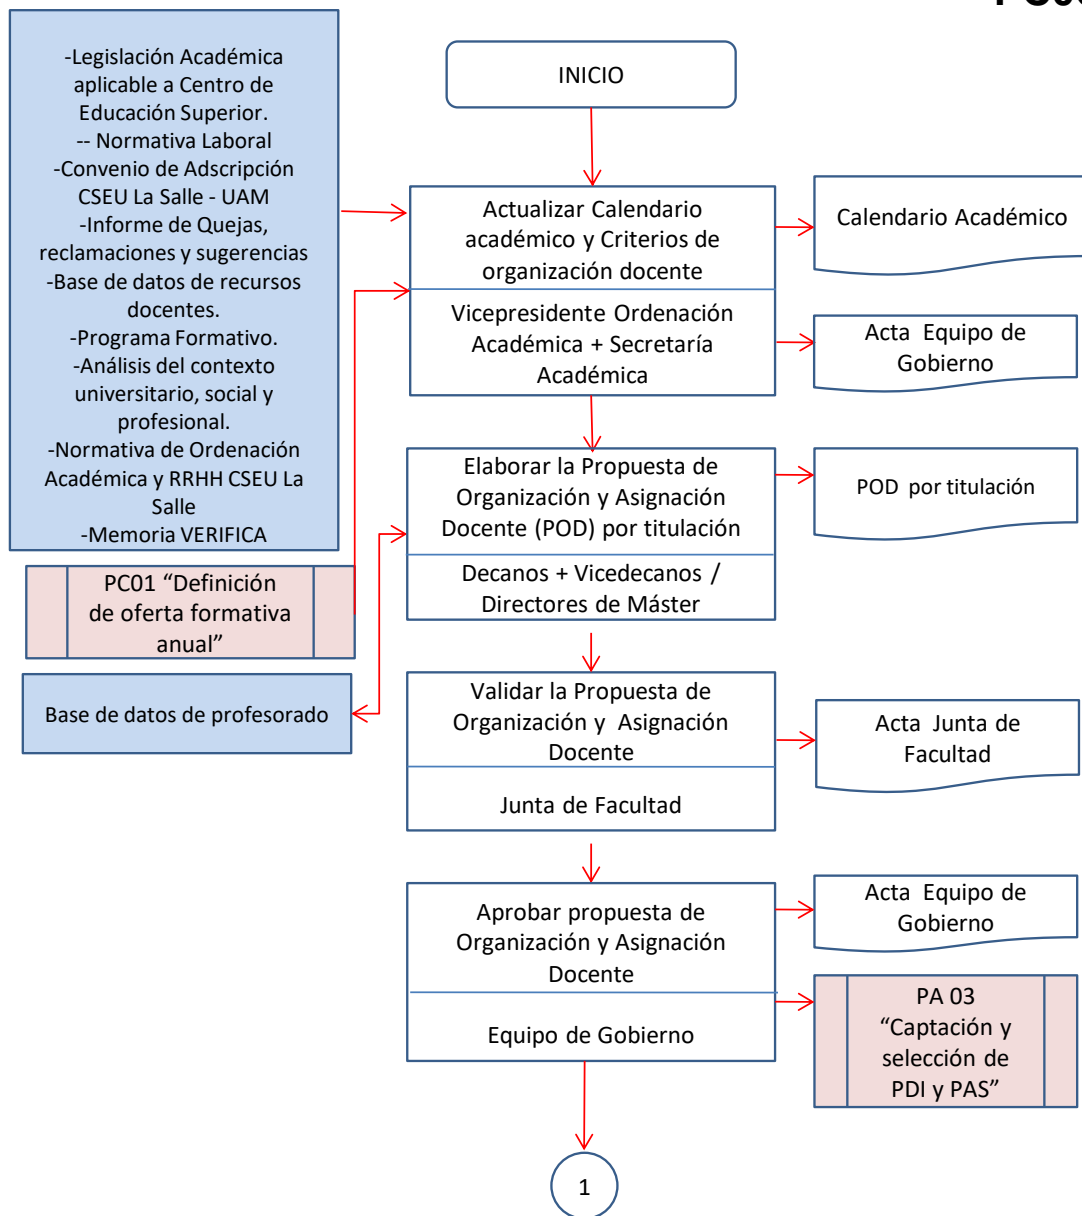 -Legislación Académica
aplicable a Centro de
Educación Superior.
-- Normativa Laboral
-Convenio de Adscripción
CSEU La Salle - UAM
-Informe de Quejas,
reclamaciones y sugerencias
-Base de datos de recursos
docentes.
-Programa Formativo.
-Análisis del contexto
universitario, social y
profesional.
-Normativa de Ordenación
Académica y RRHH CSEU La
Salle
-Memoria VERIFICA
PC01 “Definición
de oferta formativa
anual”
Base de datos de profesorado
INICIO
Actualizar Calendario
académico y Criterios de
organización docente
Vicepresidente Ordenación
Académica + Secretaría
Académica
Calendario Académico
Acta Equipo de
Gobierno
Elaborar la Propuesta de
Organización y Asignación
Docente (POD) por titulación
Decanos + Vicedecanos /
Directores de Máster
POD por titulación
Validar la Propuesta de
Organización y Asignación
Docente
Junta de Facultad
Acta Junta de
Facultad
Aprobar propuesta de
Organización y Asignación
Docente
Equipo de Gobierno
Acta Equipo de
Gobierno
PA 03
“Captación y
selección de
PDI y PAS”
1